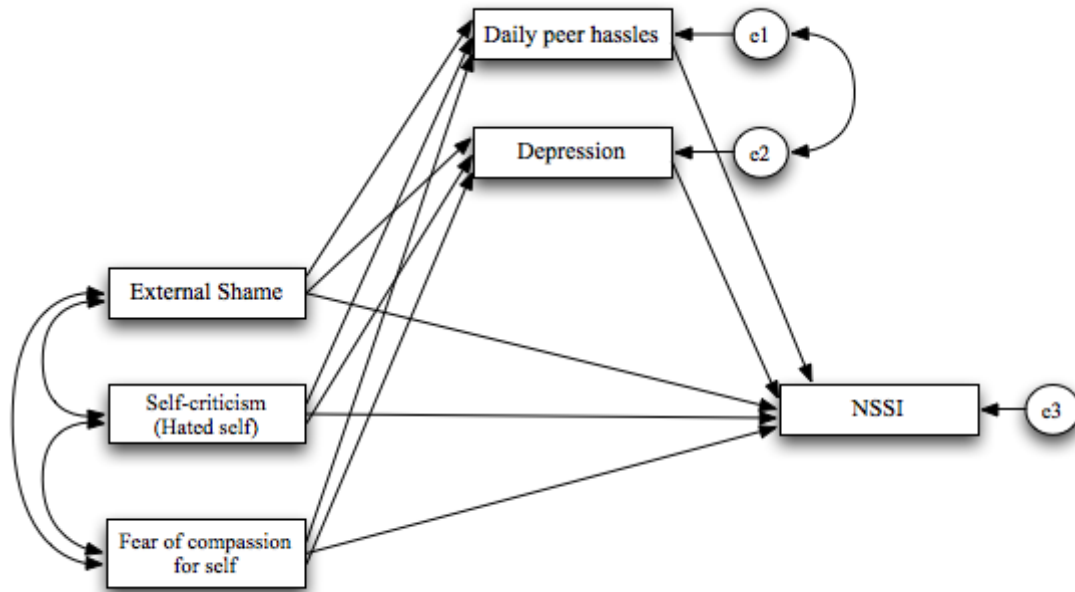 Daily peer hassles
e1
Depression
e2
External Shame
Self-criticism
(Hated self)
NSSI
e3
Fear of compassion
for self